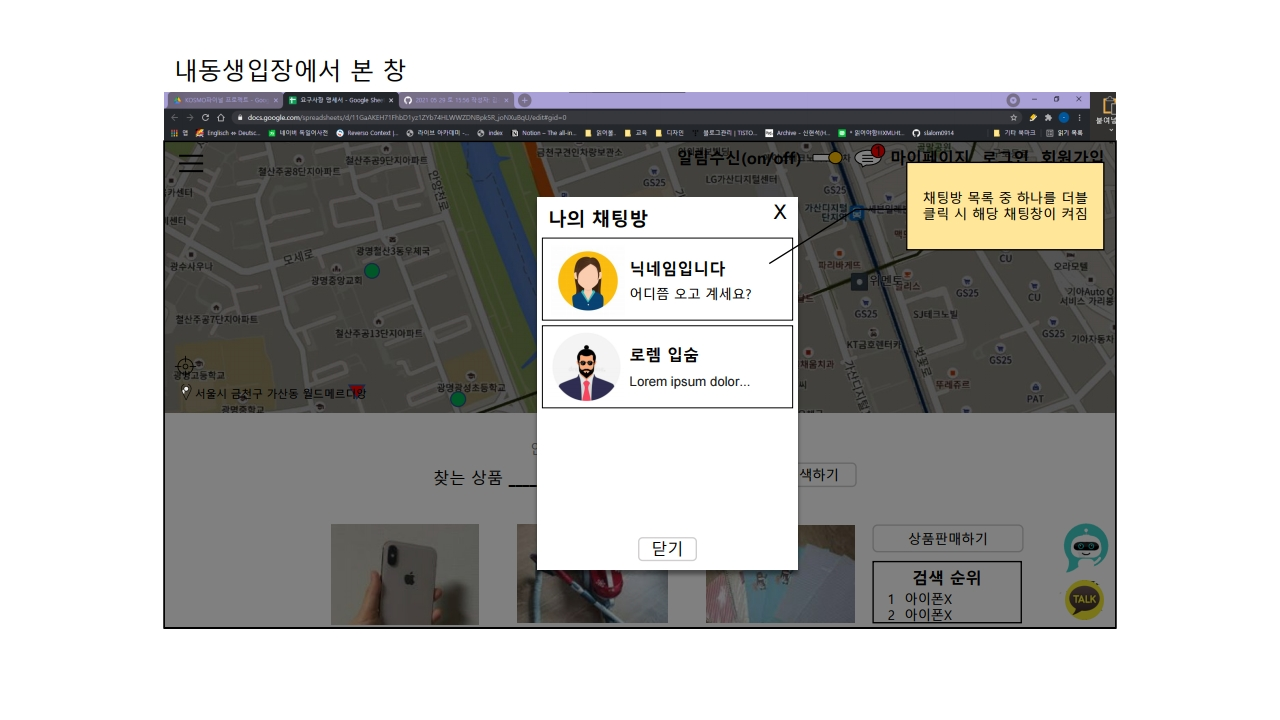 내동생입장에서 본 창
KOSMO파이널 프로젝트 - Goo
요구사항 명세서 - Google Shee
docs.google.com/spreadsheets/d/11GaAKEH71FhbD1yz1ZYb74HLWWZDNBpk5R_joNXuBqU/edit#gid=0
앱 Englisch ⇔ Deutsc... 네이버 독일어사전 Reverso Context |... 라이브 아카데미 -... index Notion – The all-in... 읽어볼.. 교육 디자인 블로그관리 | TISTO... Archive - 신한석(H... * 읽어야함!!XMLHt... slalom0914 기타 북마크 읽기 목록
알림수신(on/off) 1 마이페이지/ 로그인 회원가입
철산주공9단지아파트
철산주공8단지아파트
금천구견인차량보관소
GS25
LG가산디지털센터
GS25
안양천로
카센터
센터
가산디지털
단지역
채팅방 목록 중 하나를 더블
클릭 시 해당 채팅창이 켜짐
나의 채팅방 X
닉네임입니다
어디쯤 오고 계세요?
로렘 입숨
Lorem ipsum dolor...
닫기
모세로
광명철산3동우체국
광수사우나
광명중앙교회
철산주공7단지아파트
철산주공13단지아파트
파리바게뜨
위멘트
GS25
GS25
SJ테크노빌
KT금호렌터카
CU
오라모텔
CU
기아Auto Q
서비스 가리봉
GS25
기아자동차
GS25
채움치과
벚꽃로
가산디지털
뚜레쥬르
PAT
광명고등학교
서울시 금천구 가산동 월드메르디앙
광명광성초등학교
광명중학교
찾는 상품
색하기
상품판매하기
검색 순위
1 아이폰X
2 아이폰X
TALK